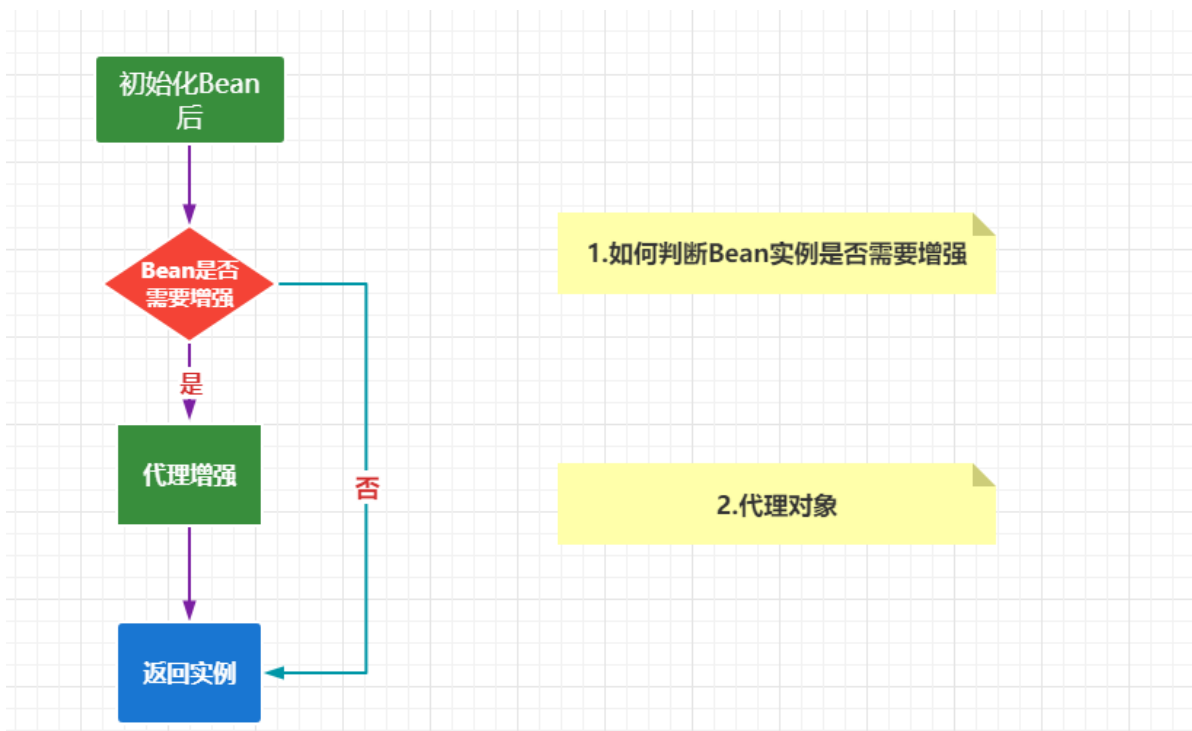 初始化Bean
后
Bean是否
需要增强
是
代理增强
否
返回实例
1.如何判断Bean实例是否需要增强
2.代理对象